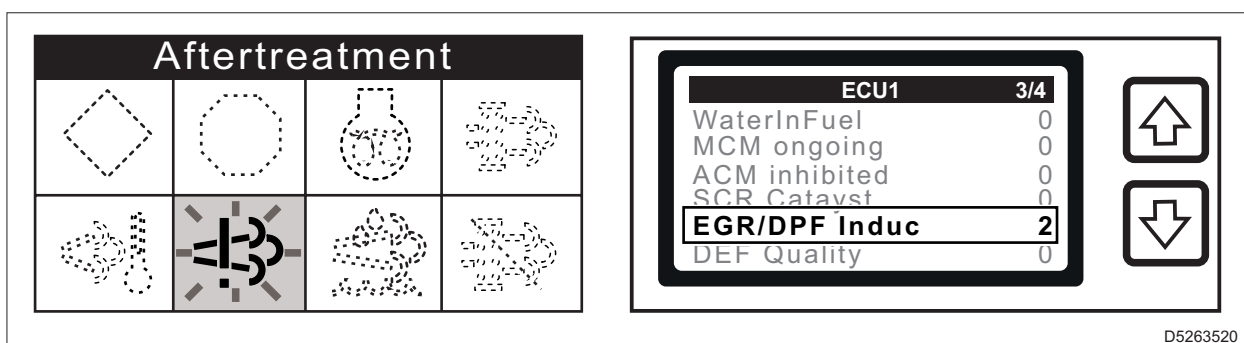 Aftertreatment
ECU1 3/4
WaterInFuel 0
MCM ongoing 0
ACM inhibited 0
SCR Catayst 0
EGR/DPF Induc 2
DEF Quality 0
D5263520